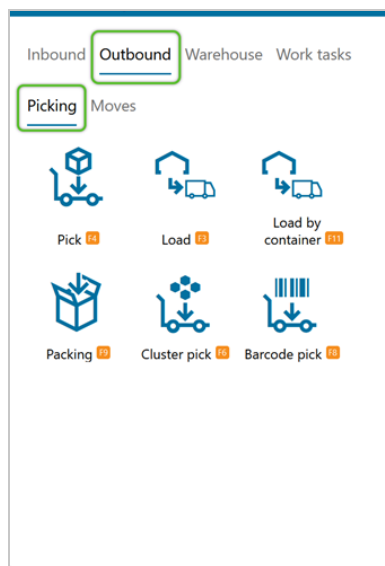 Inbound Outbound Warehouse Work tasks
Picking Moves
Pick F4
Load F3
Load by
container F11
Packing F9
Cluster pick F6
Barcode pick F8